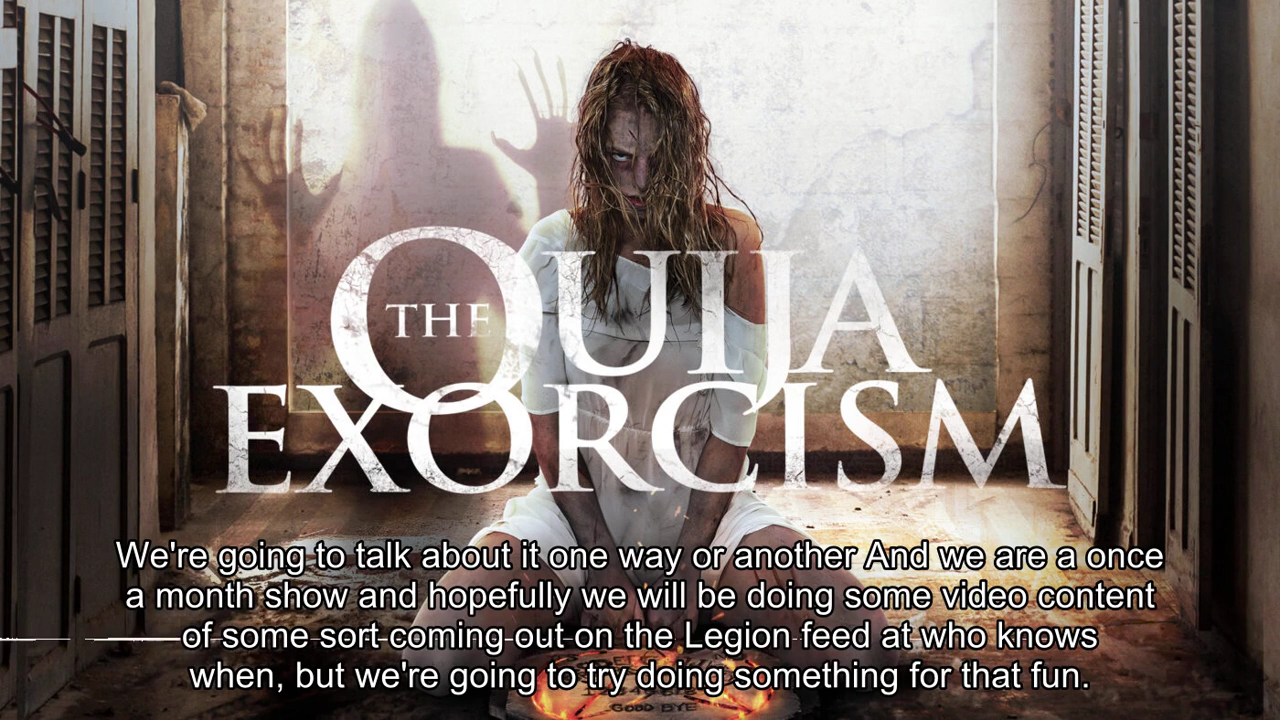 THE
OUIJA
EXORCISM
We're going to talk about it one way or another And we are a once
a month show and hopefully we will be doing some video content
of some sort coming out on the Legion feed at who knows
when, but we're going to try doing something for that fun.
GOOD BYE